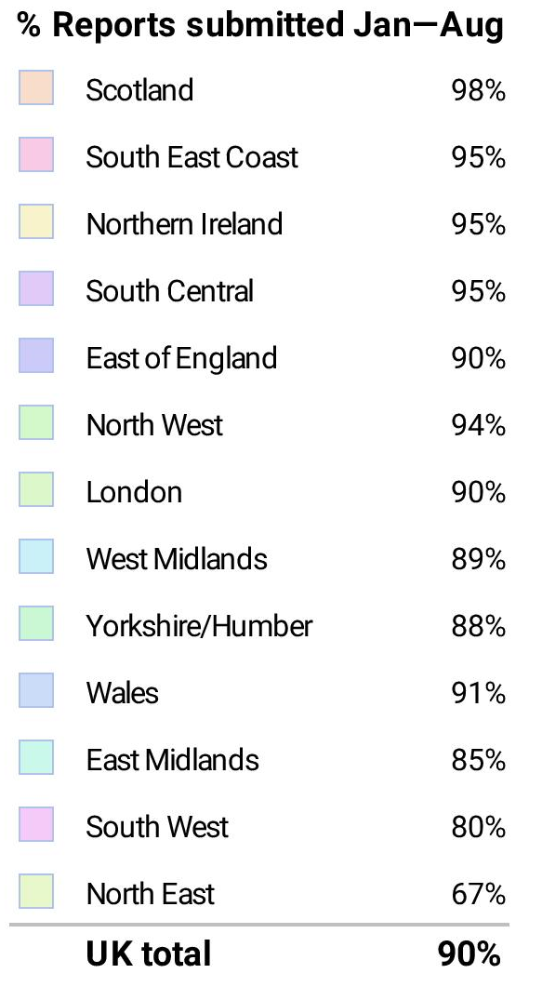 % Reports submitted Jan—Aug
Scotland 98%
South East Coast 95%
Northern Ireland 95%
South Central 95%
East of England 90%
North West 94%
London 90%
West Midlands 89%
Yorkshire/Humber 88%
Wales 91%
East Midlands 85%
South West 80%
North East 67%
UK total 90%